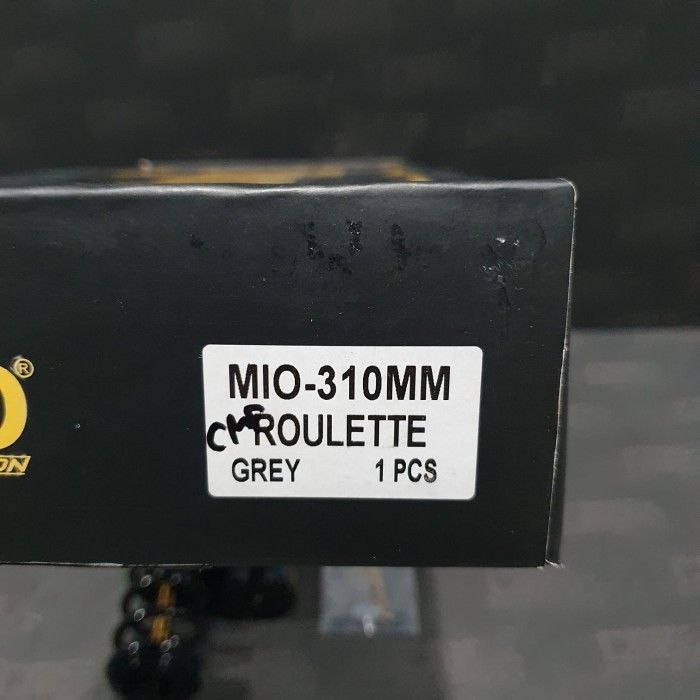 MIO-310MM
ROULETTE
GREY 1 PCS
®